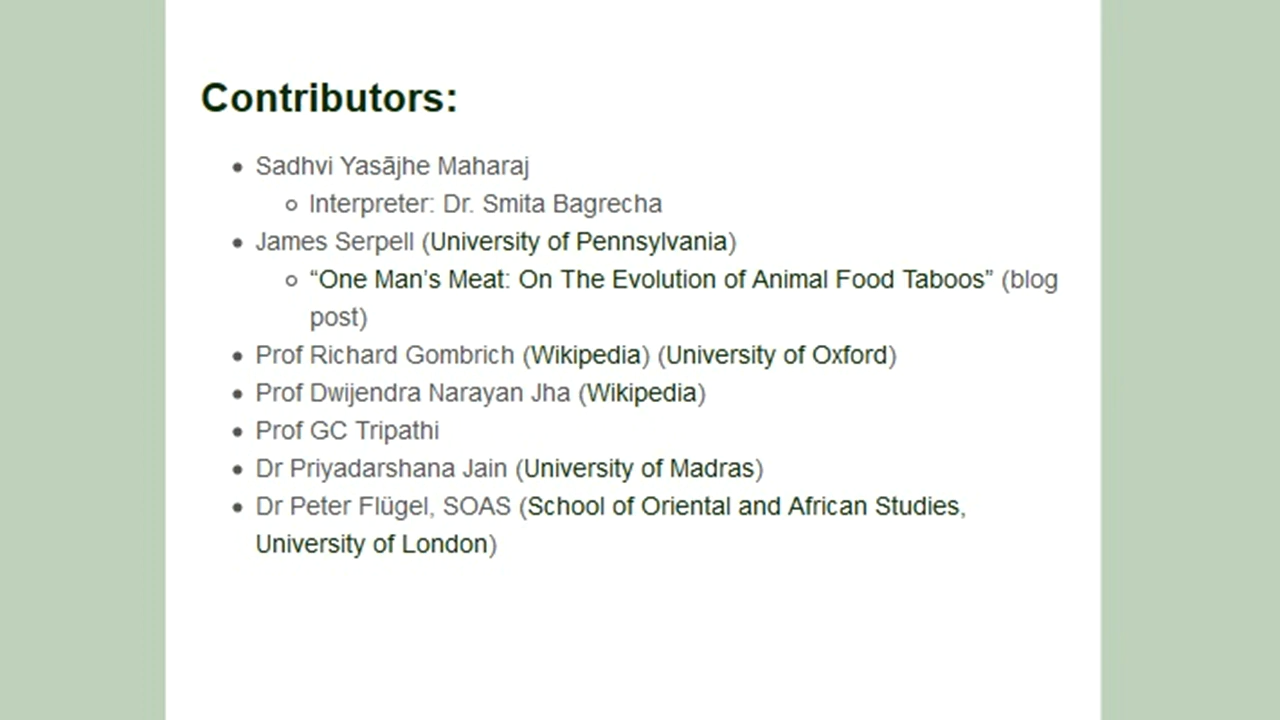 Contributors:
Sadhvi Yasājhe Maharaj
Interpreter: Dr. Smita Bagrecha
James Serpell (University of Pennsylvania)
“One Man’s Meat: On The Evolution of Animal Food Taboos” (blog
post)
Prof Richard Gombrich (Wikipedia) (University of Oxford)
Prof Dwijendra Narayan Jha (Wikipedia)
Prof GC Tripathi
Dr Priyadarshana Jain (University of Madras)
Dr Peter Flügel, SOAS (School of Oriental and African Studies,
University of London)